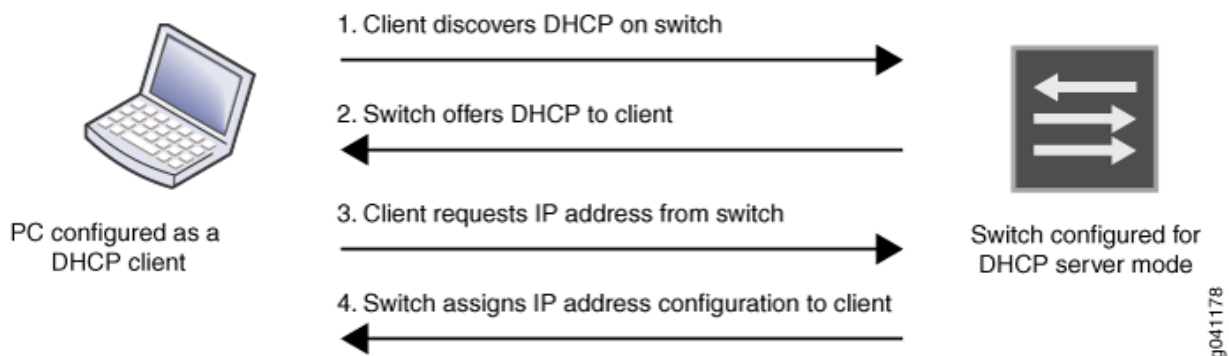 1. Client discovers DHCP on switch
2. Switch offers DHCP to client
3. Client requests IP address from switch
4. Switch assigns IP address configuration to client
PC configured as a
DHCP client
Switch configured for
DHCP server mode
g041178